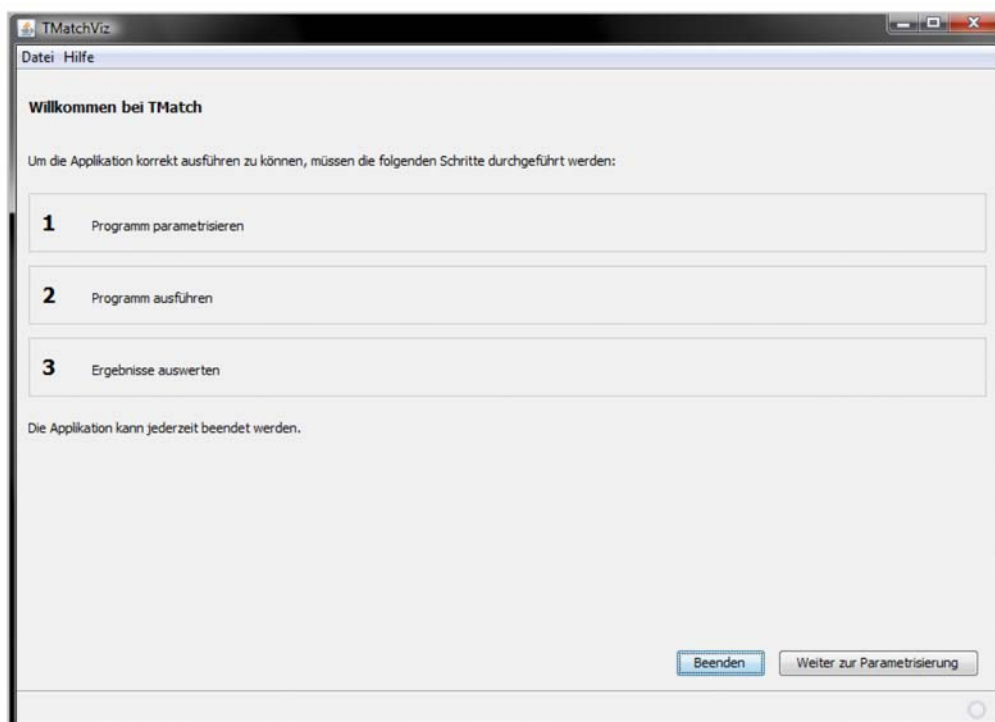 TMatchViz
Datei Hilfe
Willkommen bei TMatch
Um die Applikation korrekt ausführen zu können, müssen die folgenden Schritte durchgeführt werden:
1 Programm parametrisieren
2 Programm ausführen
3 Ergebnisse auswerten
Die Applikation kann jederzeit beendet werden.
Beenden Weiter zur Parametrisierung